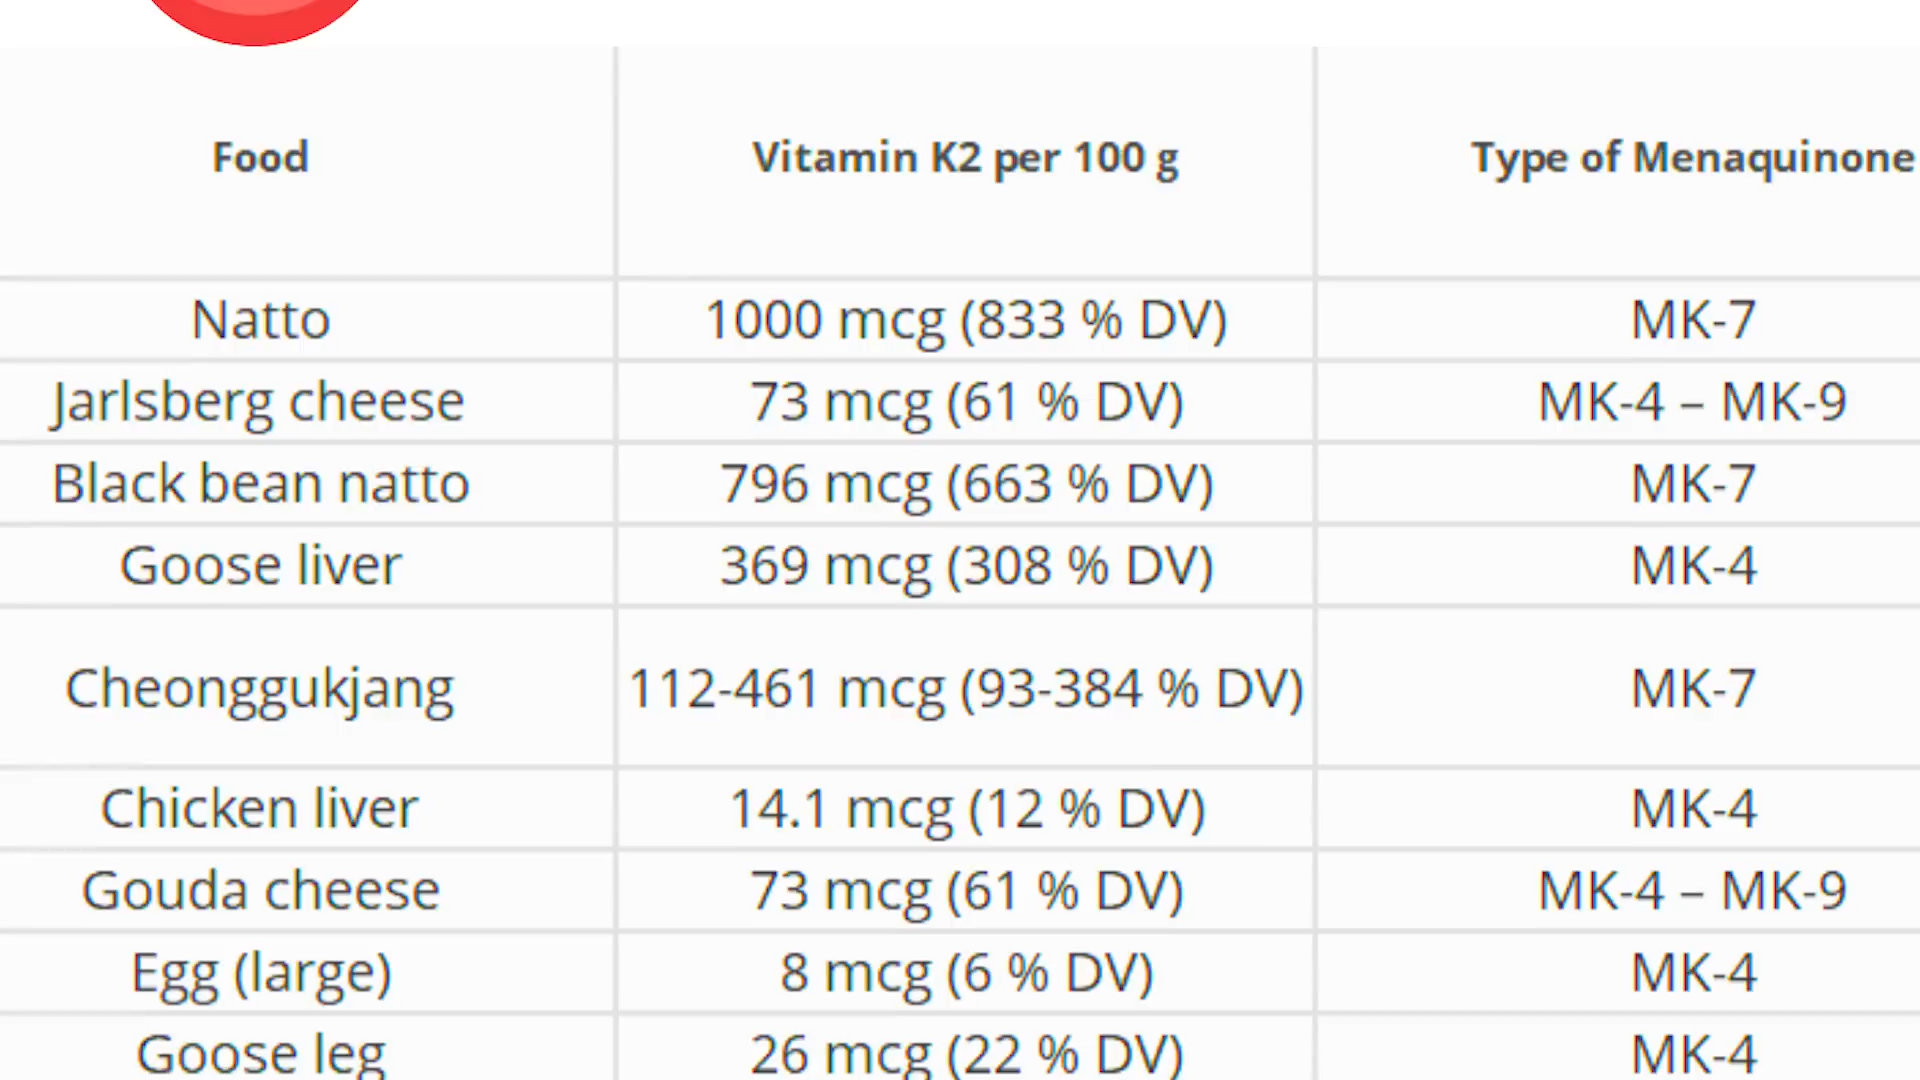 Food Vitamin K2 per 100 g Type of Menaquinone
Natto 1000 mcg (833 % DV) MK-7
Jarlsberg cheese 73 mcg (61 % DV) MK-4 – MK-9
Black bean natto 796 mcg (663 % DV) MK-7
Goose liver 369 mcg (308 % DV) MK-4
Cheonggukjang 112-461 mcg (93-384 % DV) MK-7
Chicken liver 14.1 mcg (12 % DV) MK-4
Gouda cheese 73 mcg (61 % DV) MK-4 – MK-9
Egg (large) 8 mcg (6 % DV) MK-4
Goose leg 26 mcg (22 % DV) MK-4